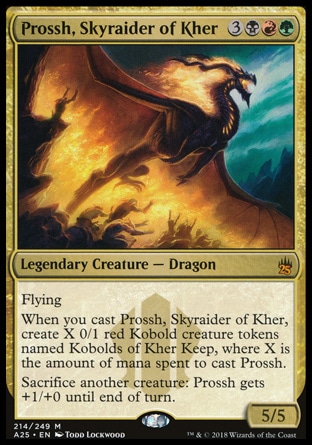 Prossh, Skyraider of Kher 3
Legendary Creature — Dragon
Flying
When you cast Prossh, Skyraider of Kher,
create X 0/1 red Kobold creature tokens
named Kobolds of Kher Keep, where X is
the amount of mana spent to cast Prossh.
Sacrifice another creature: Prossh gets
+1/+0 until end of turn.
5/5
214/249 M
A25 • EN Todd Lockwood
™ & © 2018 Wizards of the Coast